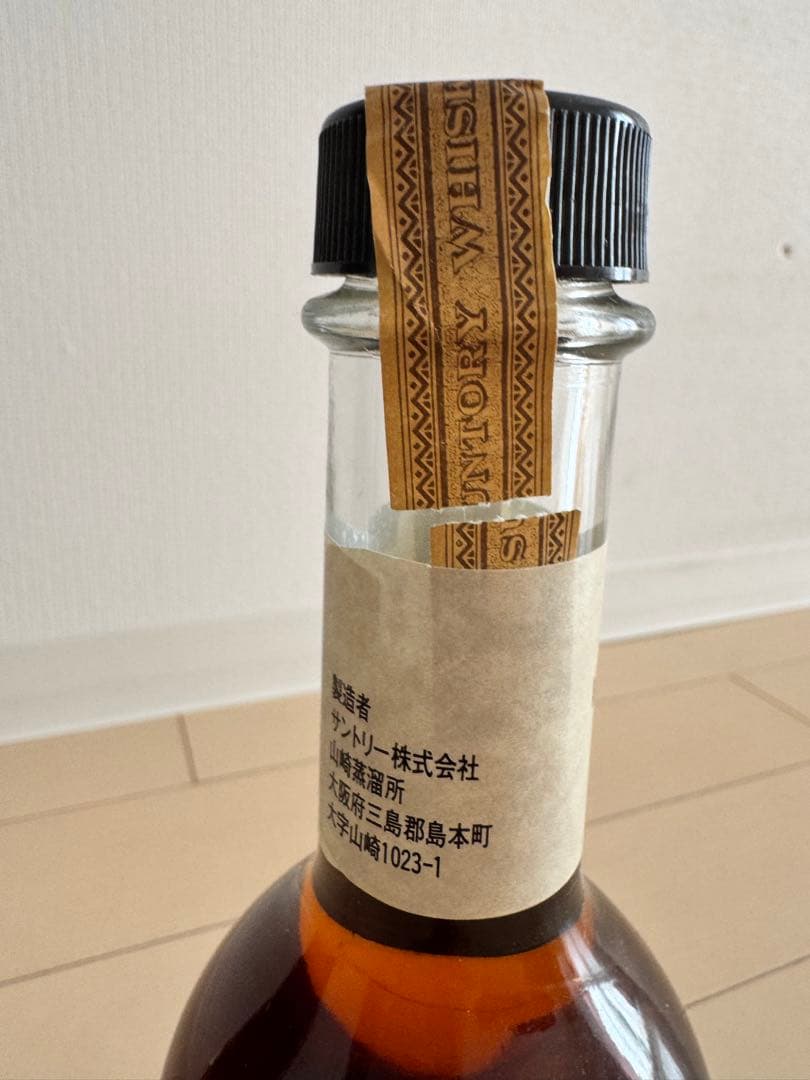 SUNTORY WHIS
製造者
サントリー株式会社
山崎蒸溜所
大阪府三島郡島本町
大字山崎1023-1